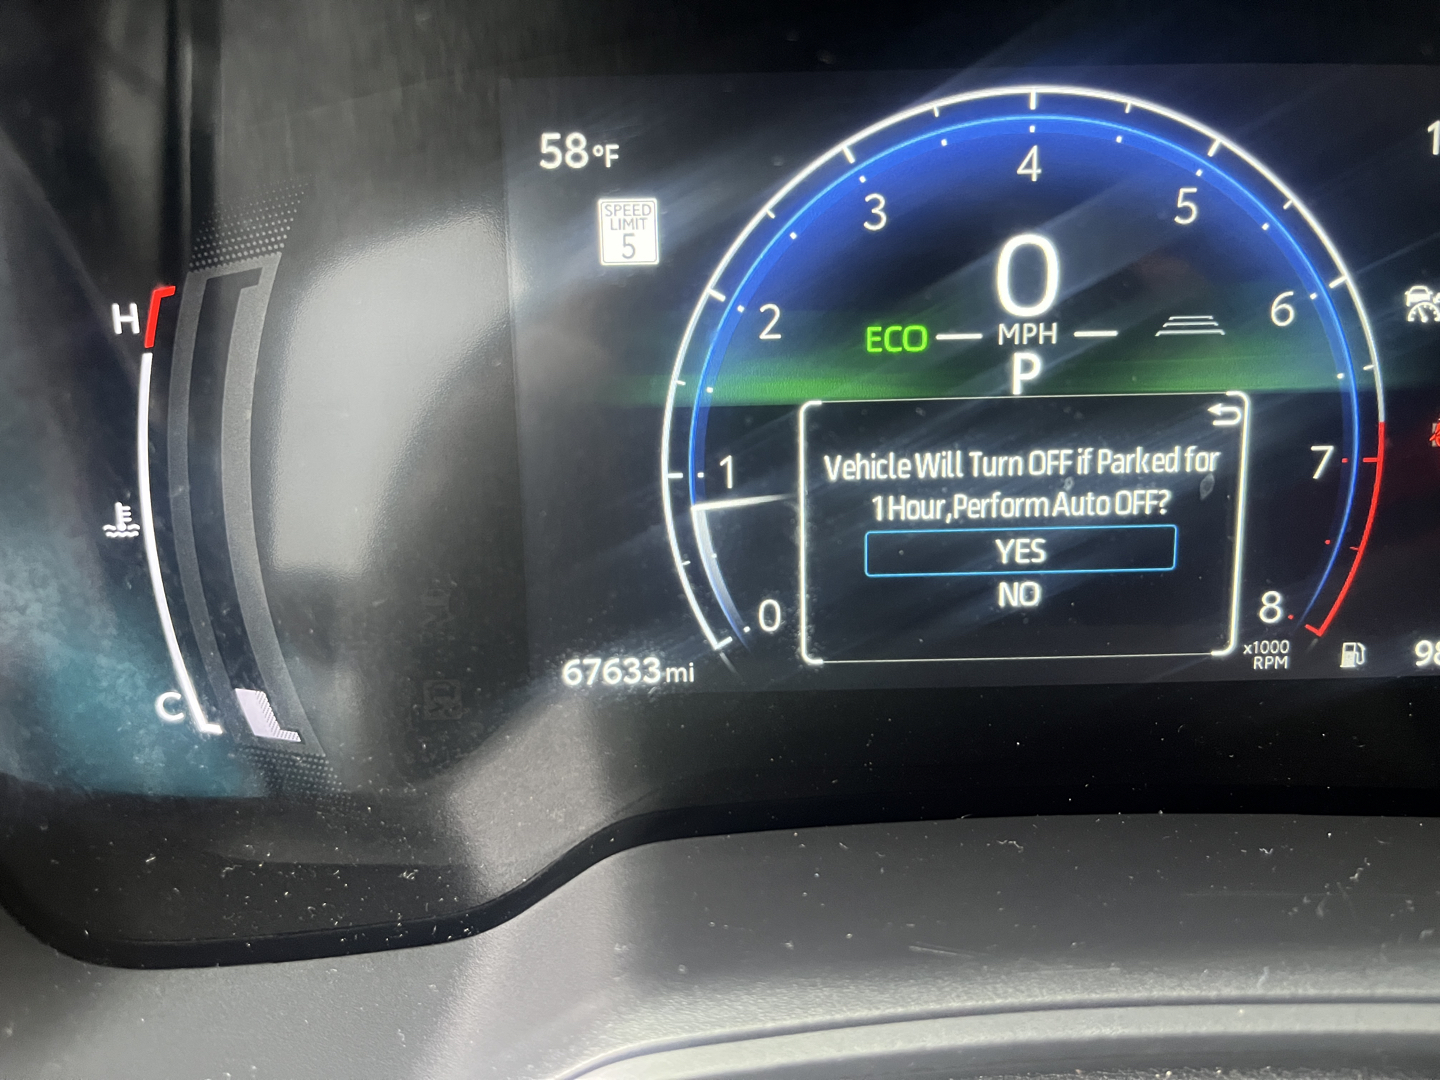 58°F
SPEED
LIMIT
5
H
C
0
1
2
3
4
5
6
7
8
x1000
RPM
0
MPH
ECO
P
Vehicle Will Turn OFF if Parked for
1 Hour,Perform Auto OFF?
YES
NO
67633 mi